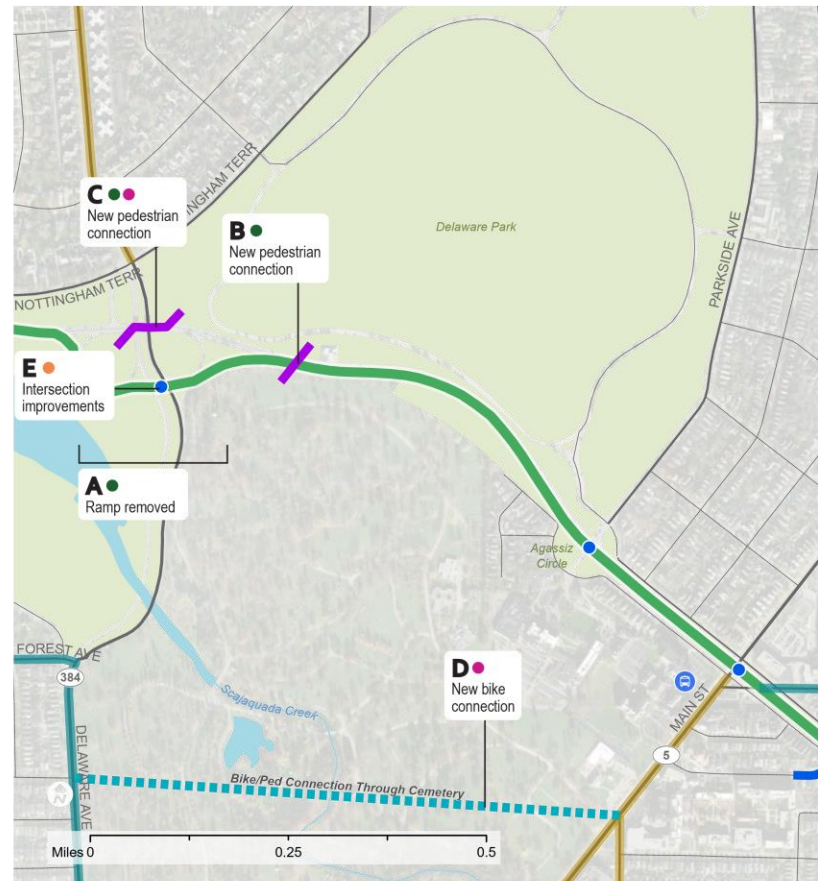 C
New pedestrian
connection
NGHAM TERR
B
New pedestrian
connection
Delaware Park
PARKSIDE AVE
NOTTINGHAM TERR
E
Intersection
improvements
A
Ramp removed
Agassiz
Circle
FOREST AVE
384
D
New bike
connection
Scajaquada Creek
MAIN ST
5
DELAWARE AVE
Bike/Ped Connection Through Cemetery
Miles 0 0.25 0.5